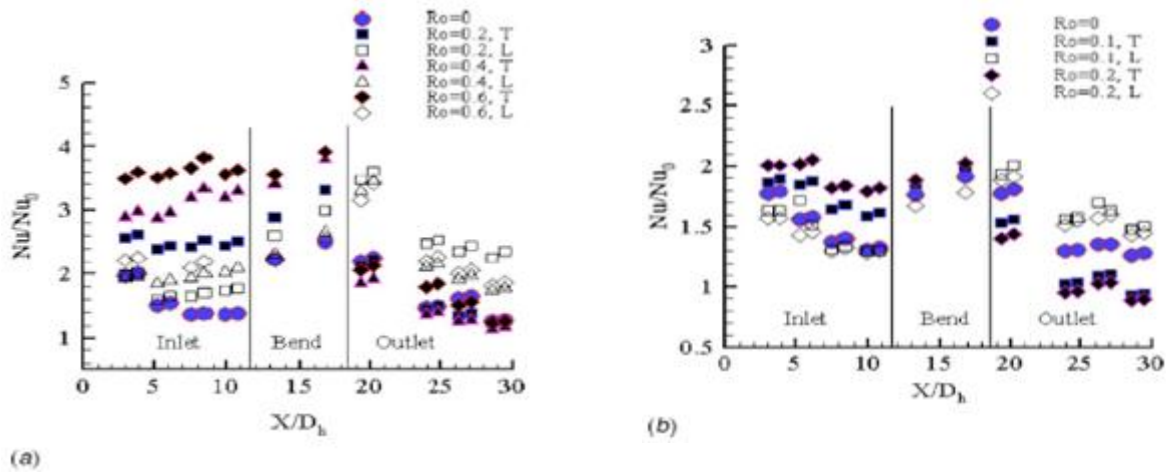 Ro=0
Ro=0.2, T
Ro=0.2, L
Ro=0.4, T
Ro=0.4, L
Ro=0.6, T
Ro=0.6, L
5
4
3
2
1
Nu/Nu0
Inlet
Bend
Outlet
0
5
10
15
20
25
30
X/Dh
(a)
Ro=0
Ro=0.1, T
Ro=0.1, L
Ro=0.2, T
Ro=0.2, L
3
2.5
2
1.5
1
0.5
Nu/Nu0
Inlet
Bend
Outlet
0
5
10
15
20
25
30
X/Dh
(b)